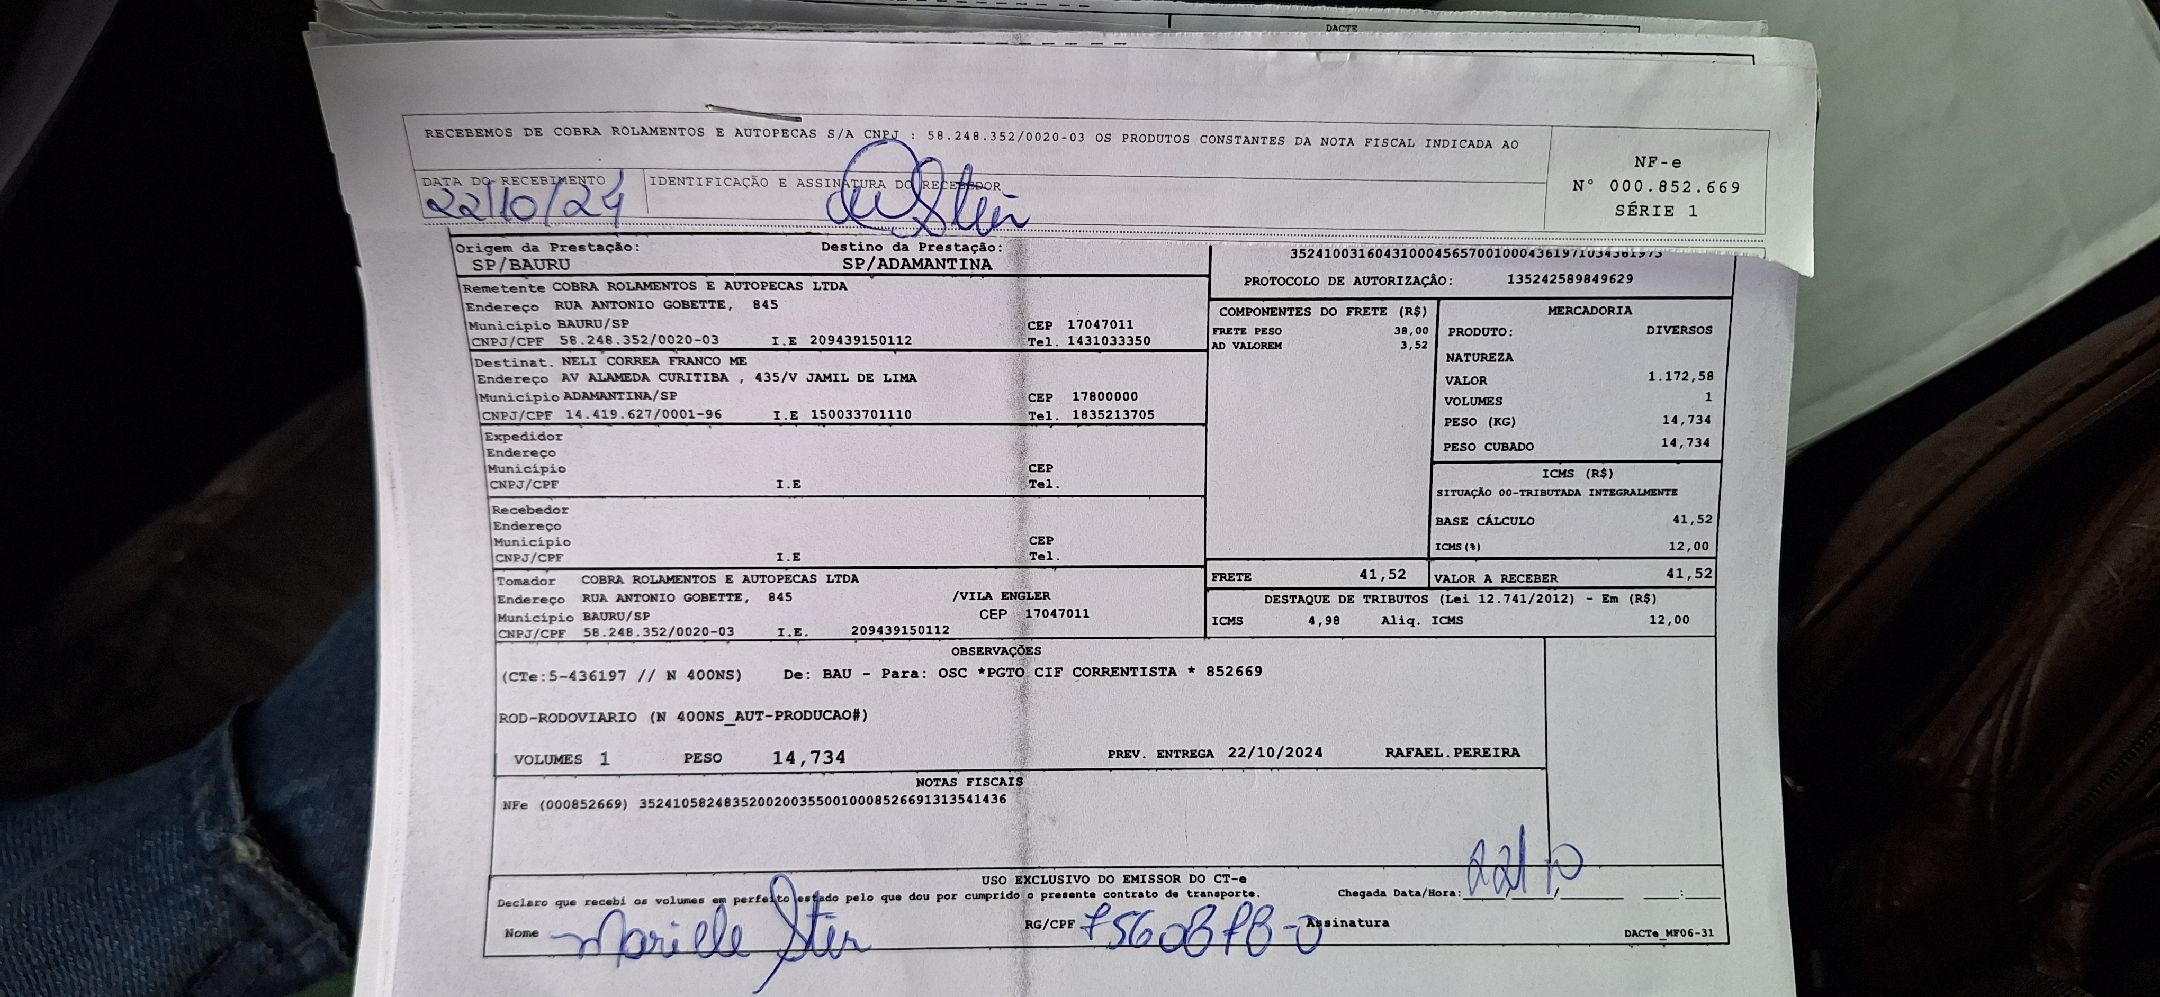 DACTE
RECEBEMOS DE COBRA ROLAMENTOS E AUTOPECAS S/A CNPJ : 58.248.352/0020-03 OS PRODUTOS CONSTANTES DA NOTA FISCAL INDICADA AO
NF-e
Nº 000.852.669
SÉRIE 1
DATA DO RECEBIMENTO IDENTIFICAÇÃO E ASSINATURA DO RECEBEDOR
22/10/24
Origem da Prestação: Destino da Prestação:
SP/BAURU SP/ADAMANTINA
PROTOCOLO DE AUTORIZAÇÂO: 135242589849629
Remetente COBRA ROLAMENTOS E AUTOPECAS LTDA
Endereço RUA ANTONIO GOBETTE, 845
Município BAURU/SP CEP 17047011
CNPJ/CPF 58.248.352/0020-03 I.E 209439150112 Tel. 1431033350
Destinat. NELI CORREA FRANCO ME
Endereço AV ALAMEDA CURITIBA , 435/V JAMIL DE LIMA
Município ADAMANTINA/SP CEP 17800000
CNPJ/CPF 14.419.627/0001-96 I.E 150033701110 Tel. 1835213705
Expedidor
Endereço
Município CEP
CNPJ/CPF I.E Tel.
Recebedor
Endereço
Município CEP
CNPJ/CPF I.E Tel.
Tomador COBRA ROLAMENTOS E AUTOPECAS LTDA
Endereço RUA ANTONIO GOBETTE, 845 /VILA ENGLER
Município BAURU/SP CEP 17047011
CNPJ/CPF 58.248.352/0020-03 I.E. 209439150112
COMPONENTES DO FRETE (R$)
FRETE PESO 38,00
AD VALOREM 3,52
FRETE 41,52
MERCADORIA
PRODUTO: DIVERSOS
NATUREZA
VALOR 1.172,58
VOLUMES 1
PESO (KG) 14,734
PESO CUBADO 14,734
ICMS (R$)
SITUAÇÃO 00-TRIBUTADA INTEGRALMENTE
BASE CÁLCULO 41,52
ICMS(%) 12,00
VALOR A RECEBER 41,52
DESTAQUE DE TRIBUTOS (Lei 12.741/2012) - Em (R$)
ICMS 4,98 Aliq. ICMS 12,00
OBSERVAÇÕES
(CTe:5-436197 // N 400NS) De: BAU - Para: OSC *PGTO CIF CORRENTISTA * 852669
ROD-RODOVIARIO (N 400NS_AUT-PRODUCAO#)
VOLUMES 1 PESO 14,734 PREV. ENTREGA 22/10/2024 RAFAEL.PEREIRA
NOTAS FISCAIS
NFe (000852669) 35241058248352002003550010008526691313541436
USO EXCLUSIVO DO EMISSOR DO CT-e
Declaro que recebi os volumes em perfeito estado pelo que dou por cumprido o presente contrato de transporte. Chegada Data/Hora: 22/10
Nome Mariele RG/CPF Assinatura
DACTe_MF06-31